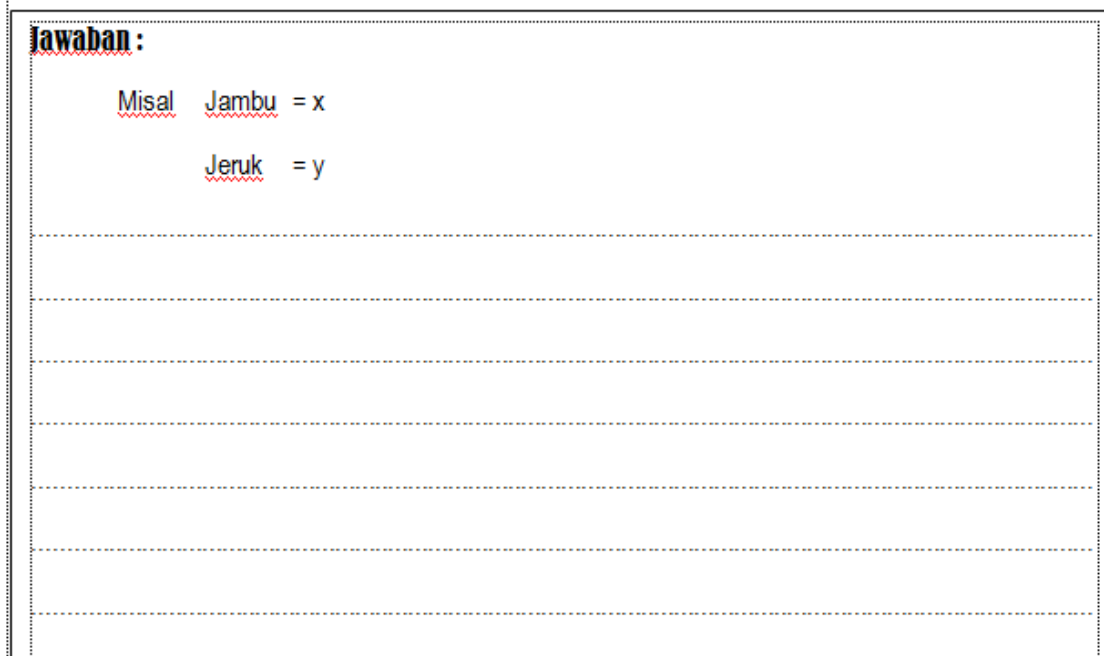 Jawaban :
Misal Jambu = x
Jeruk = y